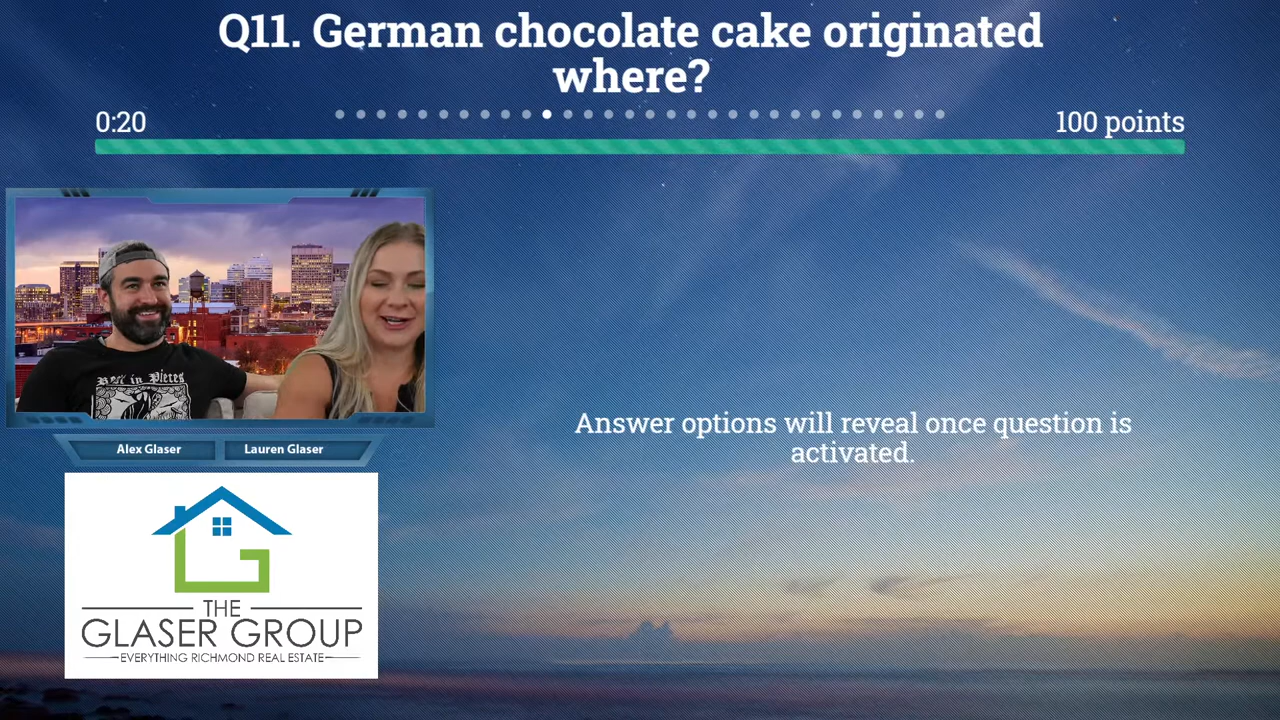 Q11. German chocolate cake originated
where?
0:20
100 points
Answer options will reveal once question is
activated.
Alex Glaser
Lauren Glaser
THE
GLASER GROUP
EVERYTHING RICHMOND REAL ESTATE